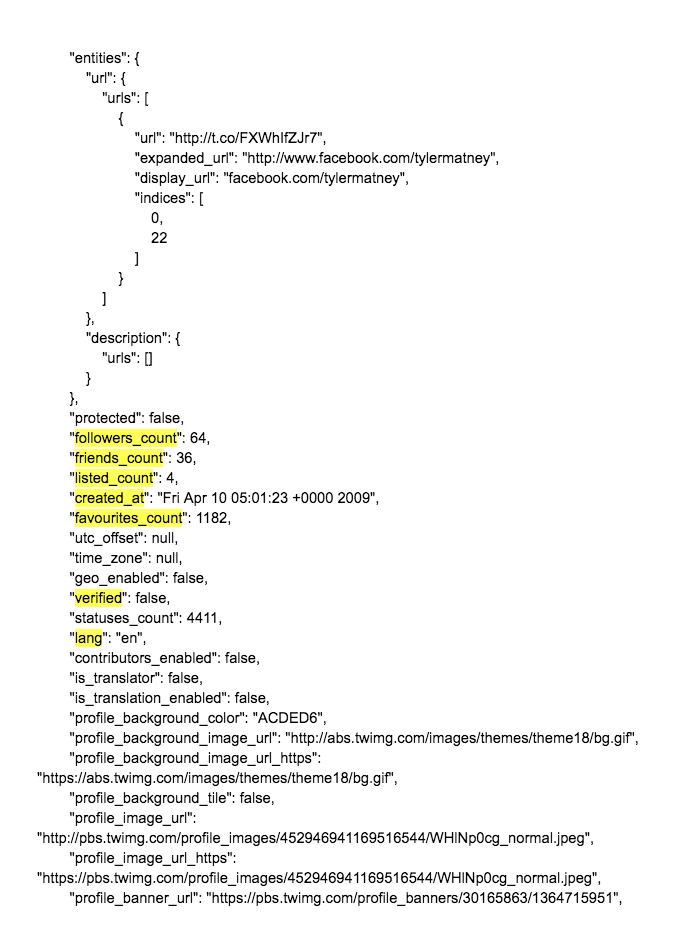 "entities": {
"url": {
"urls": [
{
"url": "http://t.co/FXWhIfZJr7",
"expanded_url": "http://www.facebook.com/tylermatney",
"display_url": "facebook.com/tylermatney",
"indices": [
0,
22
]
}
]
},
"description": {
"urls": []
}
},
"protected": false,
"followers_count": 64,
"friends_count": 36,
"listed_count": 4,
"created_at": "Fri Apr 10 05:01:23 +0000 2009",
"favourites_count": 1182,
"utc_offset": null,
"time_zone": null,
"geo_enabled": false,
"verified": false,
"statuses_count": 4411,
"lang": "en",
"contributors_enabled": false,
"is_translator": false,
"is_translation_enabled": false,
"profile_background_color": "ACDED6",
"profile_background_image_url": "http://abs.twimg.com/images/themes/theme18/bg.gif",
"profile_background_image_url_https":
"https://abs.twimg.com/images/themes/theme18/bg.gif",
"profile_background_tile": false,
"profile_image_url":
"http://pbs.twimg.com/profile_images/452946941169516544/WHlNp0cg_normal.jpeg",
"profile_image_url_https":
"https://pbs.twimg.com/profile_images/452946941169516544/WHlNp0cg_normal.jpeg",
"profile_banner_url": "https://pbs.twimg.com/profile_banners/30165863/1364715951",